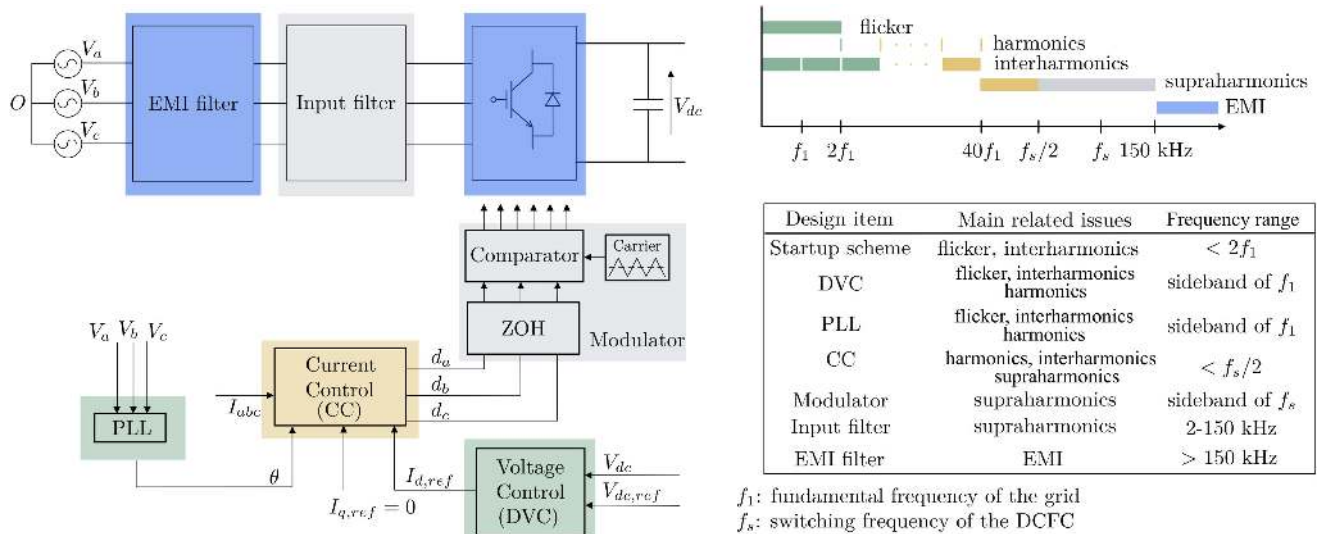 V_a
V_b
V_c
O
EMI filter
Input filter
V_dc
Comparator
Carrier
ZOH
Modulator
V_a V_b V_c
PLL
I_abc
Current
Control
(CC)
d_a
d_b
d_c
θ
I_q,ref = 0
I_d,ref
Voltage
Control
(DVC)
V_dc
V_dc,ref
flicker
harmonics
interharmonics
supraharmonics
EMI
f_1 2f_1 40f_1 f_s/2 f_s 150 kHz
Design item Main related issues Frequency range
Startup scheme flicker, interharmonics < 2f_1
DVC flicker, interharmonics harmonics sideband of f_1
PLL flicker, interharmonics harmonics sideband of f_1
CC harmonics, interharmonics supraharmonics < f_s/2
Modulator supraharmonics sideband of f_s
Input filter supraharmonics 2-150 kHz
EMI filter EMI > 150 kHz
f_1: fundamental frequency of the grid
f_s: switching frequency of the DCFC